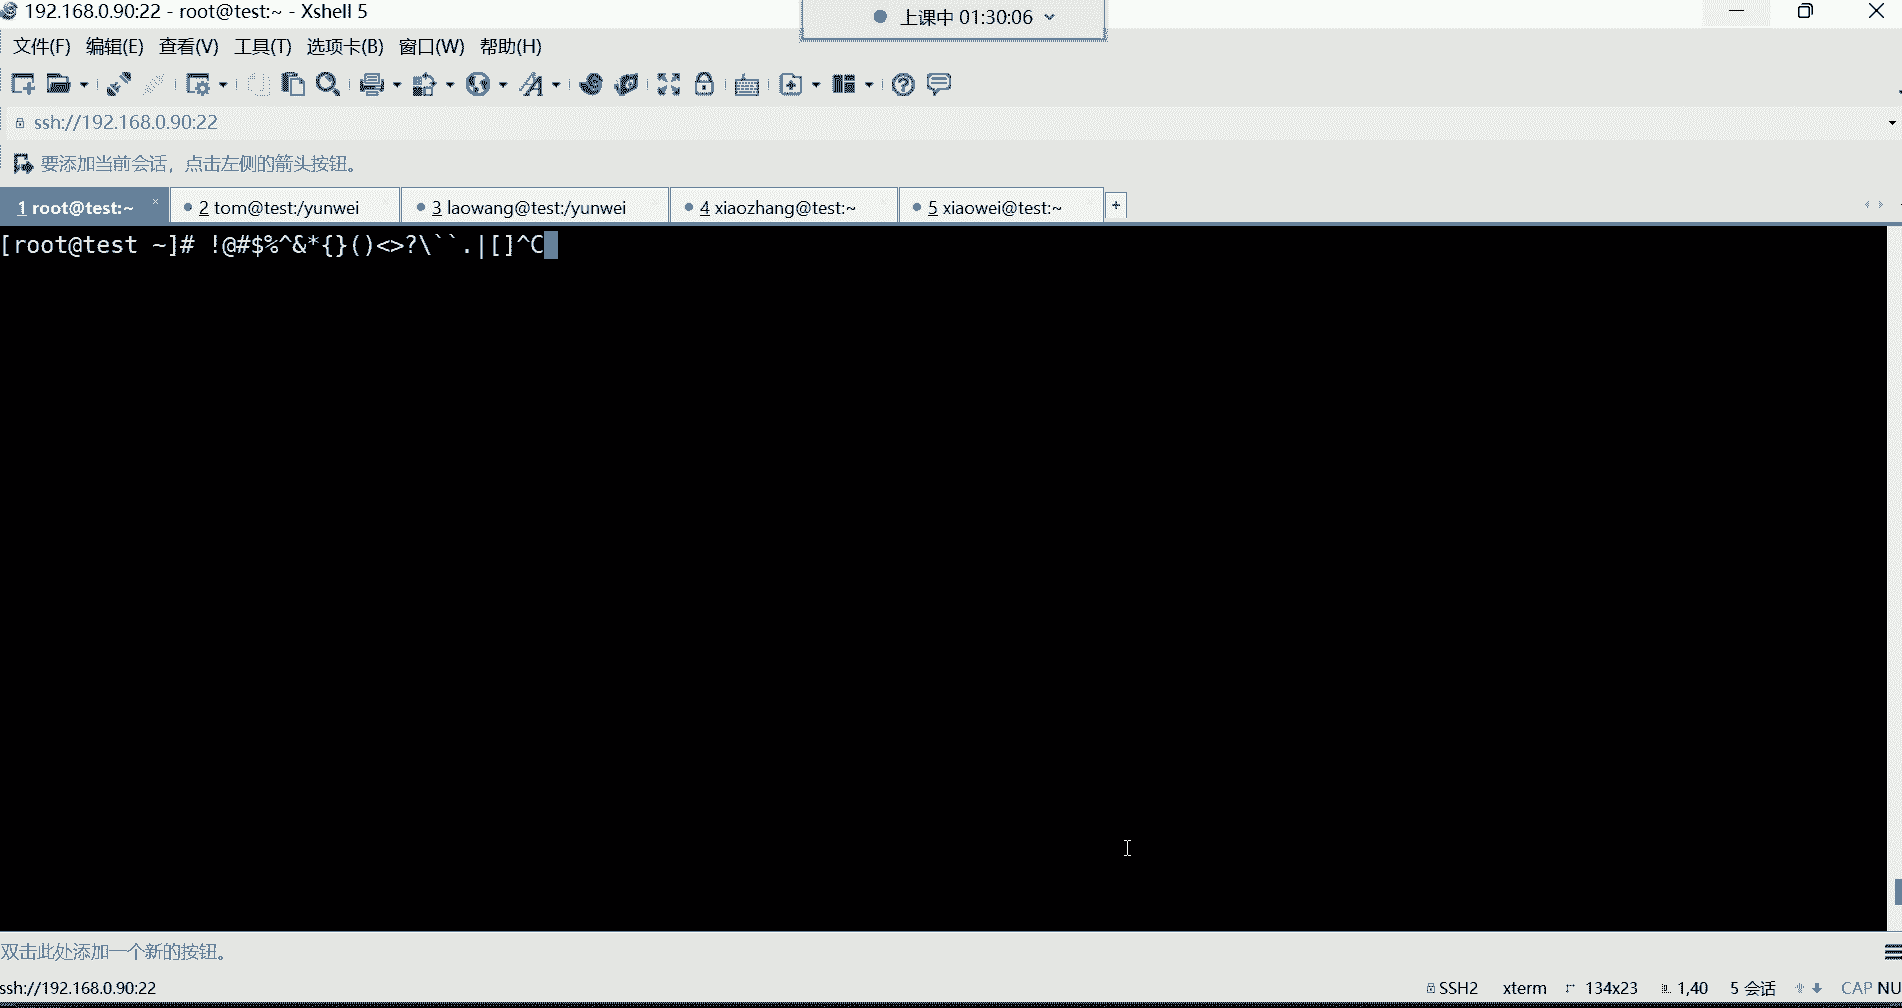 192.168.0.90:22 - root@test:~ - Xshell 5
上课中 01:30:06
文件(F) 编辑(E) 查看(V) 工具(T) 选项卡(B) 窗口(W) 帮助(H)
ssh://192.168.0.90:22
要添加当前会话，点击左侧的箭头按钮。
1 root@test:~ × 2 tom@test:/yunwei 3 laowang@test:/yunwei 4 xiaozhang@test:~ 5 xiaowei@test:~ +
[root@test ~]# !@#$%^&*{}()<>?\``.|[]^C
双击此处添加一个新的按钮。
ssh://192.168.0.90:22 SSH2 xterm 134x23 1,40 5 会话 CAP NU